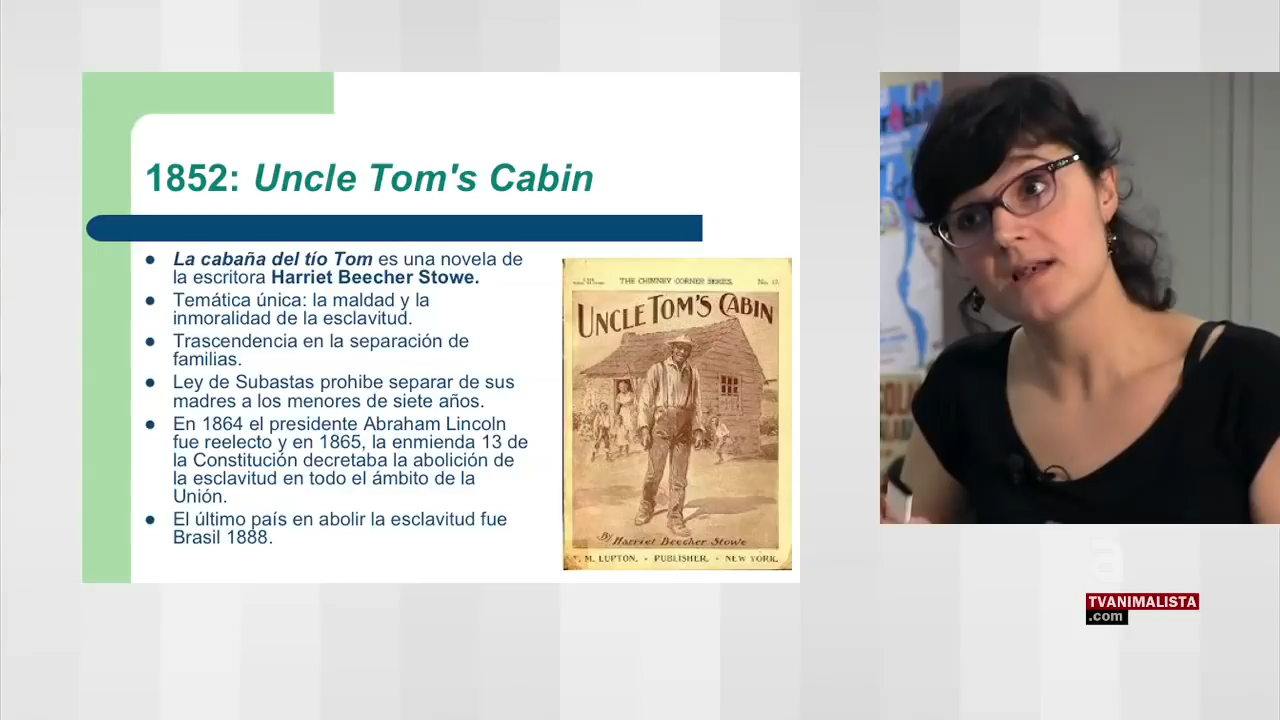 1852: Uncle Tom's Cabin
La cabaña del tío Tom es una novela de
la escritora Harriet Beecher Stowe.
Temática única: la maldad y la
inmoralidad de la esclavitud.
Trascendencia en la separación de
familias.
Ley de Subastas prohibe separar de sus
madres a los menores de siete años.
En 1864 el presidente Abraham Lincoln
fue reelecto y en 1865, la enmienda 13 de
la Constitución decretaba la abolición de
la esclavitud en todo el ámbito de la
Unión.
El último país en abolir la esclavitud fue
Brasil 1888.
THE CHIMNEY CORNER SERIES.
UNCLE TOM'S CABIN
By Harriet Beecher Stowe
M. LUPTON, · PUBLISHER, · NEW YORK.
a
TVANIMALISTA
.com